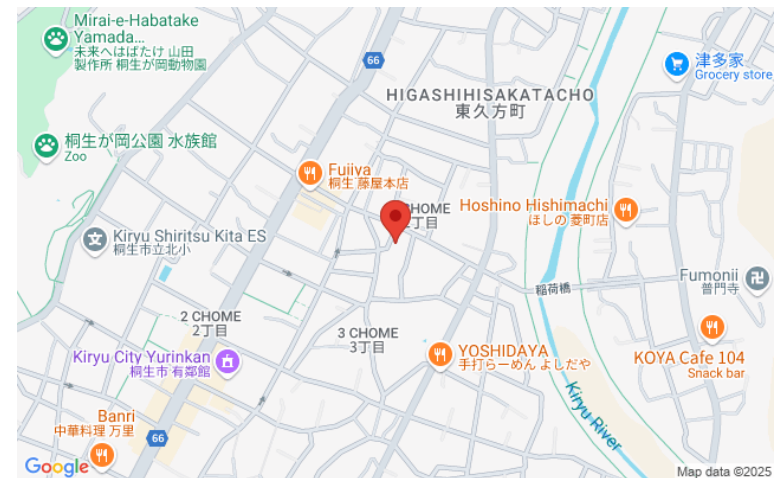 Mirai-e-Habatake
Yamada...
未来へはばたけ 山田
製作所 桐生が岡動物園
66
津多家
Grocery store
HIGASHIHISAKATACHO
東久方町
桐生が岡公園 水族館
Zoo
Fujiya
桐生 藤屋本店
CHOME
2丁目
Hoshino Hishimachi
ほしの 菱町店
Kiryu Shiritsu Kita ES
桐生市立北小
Fumonji
普門寺
稲荷橋
2 CHOME
2丁目
3 CHOME
3丁目
Kiryu City Yurinkan
桐生市 有鄰館
YOSHIDAYA
手打らーめん よしだや
KOYA Cafe 104
Snack bar
Kiryu River
Banri
中華料理 万里
66
Google
Map data ©2025